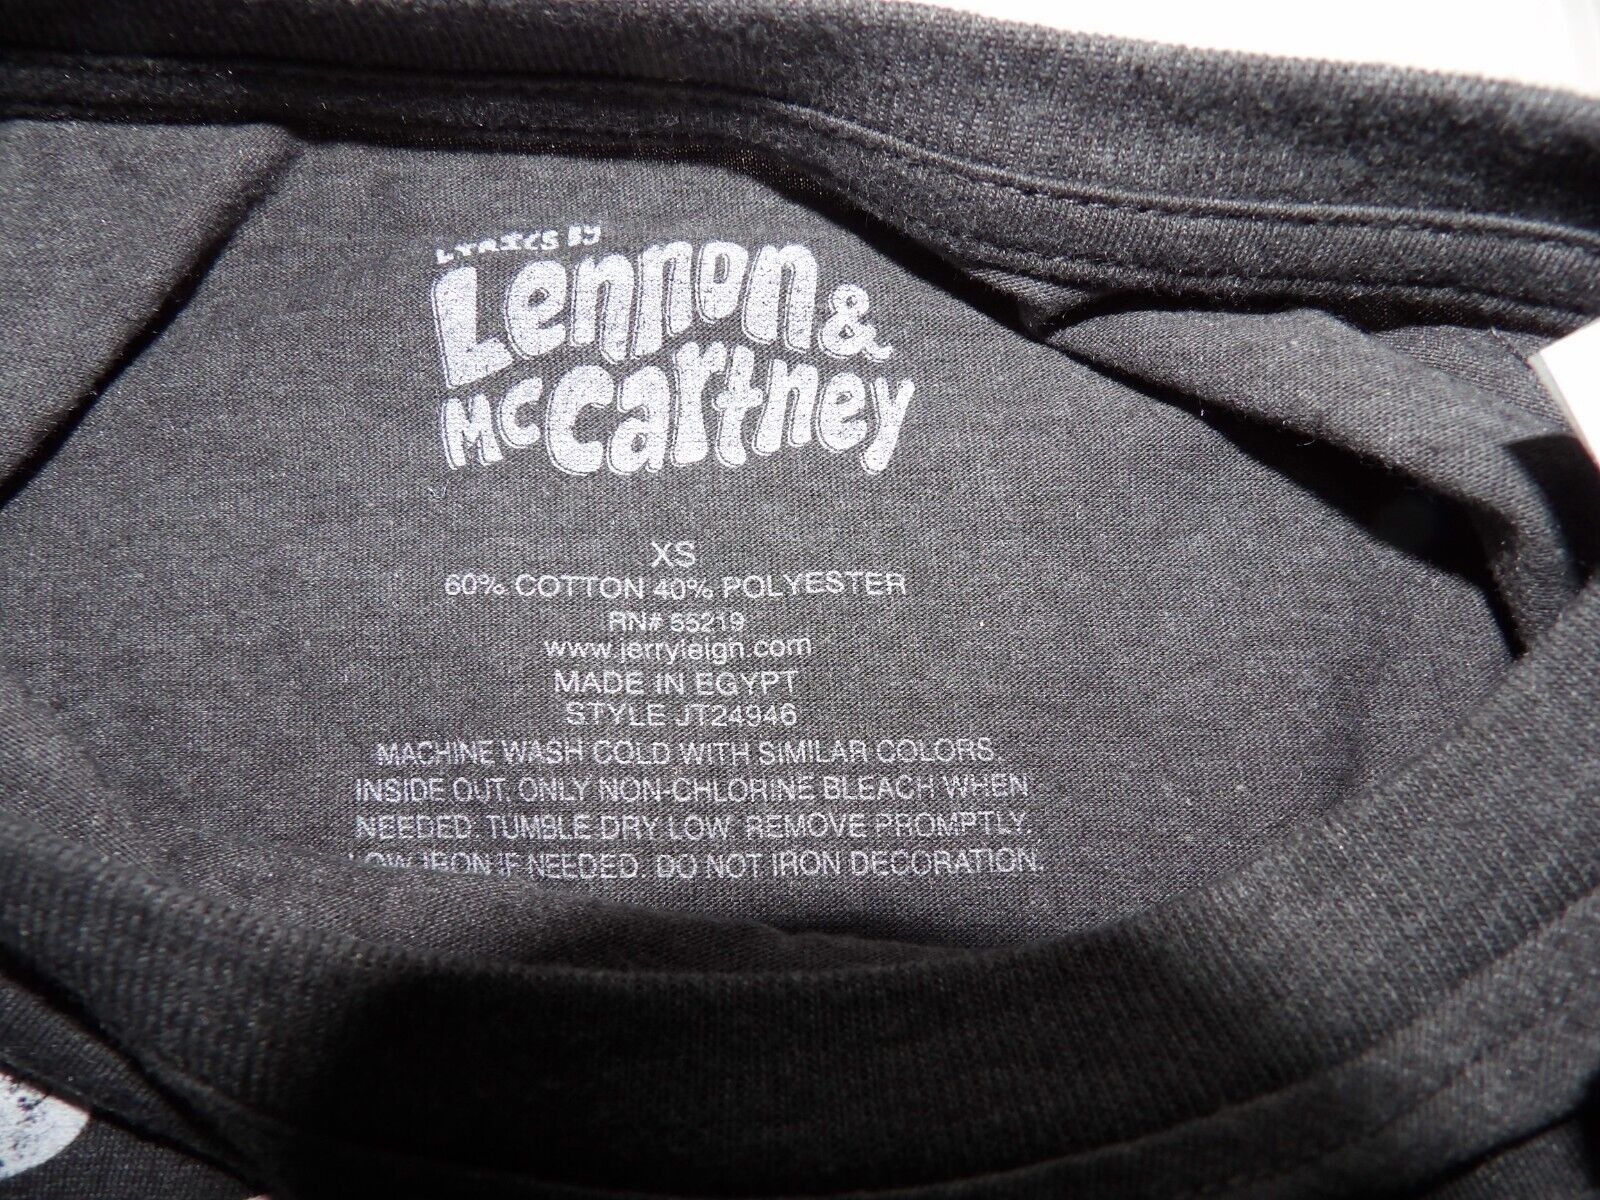 LYRICS BY
Lennon &
McCartney
XS
60% COTTON 40% POLYESTER
RN# 55219
www.jerryleigh.com
MADE IN EGYPT
STYLE JT24946
MACHINE WASH COLD WITH SIMILAR COLORS.
INSIDE OUT. ONLY NON-CHLORINE BLEACH WHEN
NEEDED. TUMBLE DRY LOW. REMOVE PROMPTLY.
LOW IRON IF NEEDED. DO NOT IRON DECORATION.